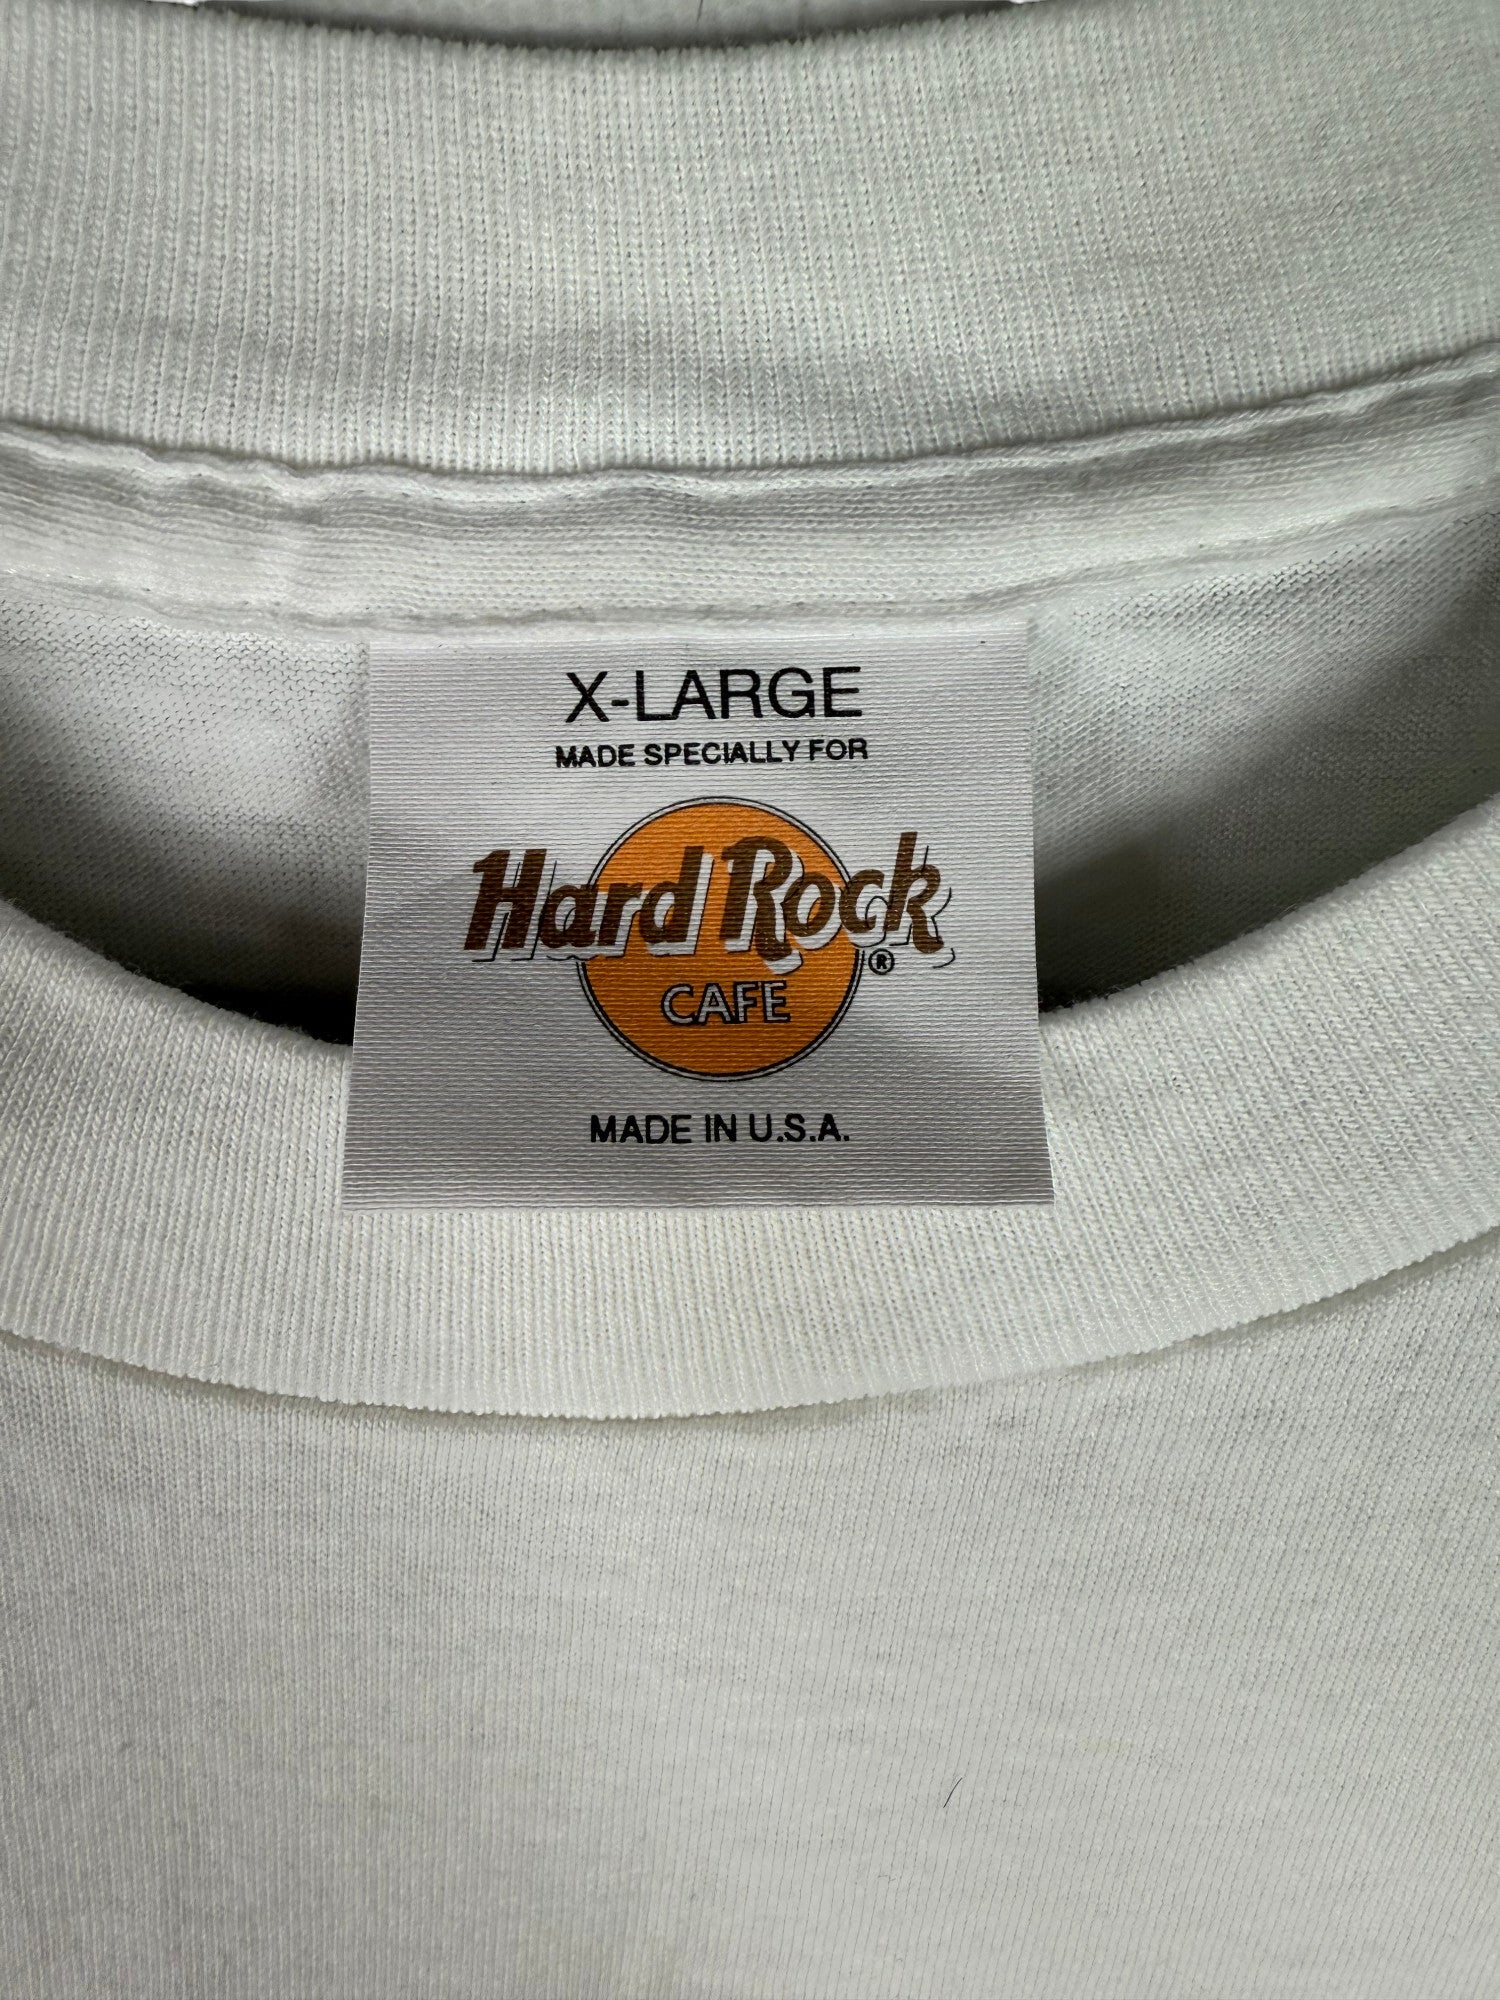 X-LARGE
MADE SPECIALLY FOR
Hard Rock ®
CAFE
MADE IN U.S.A.